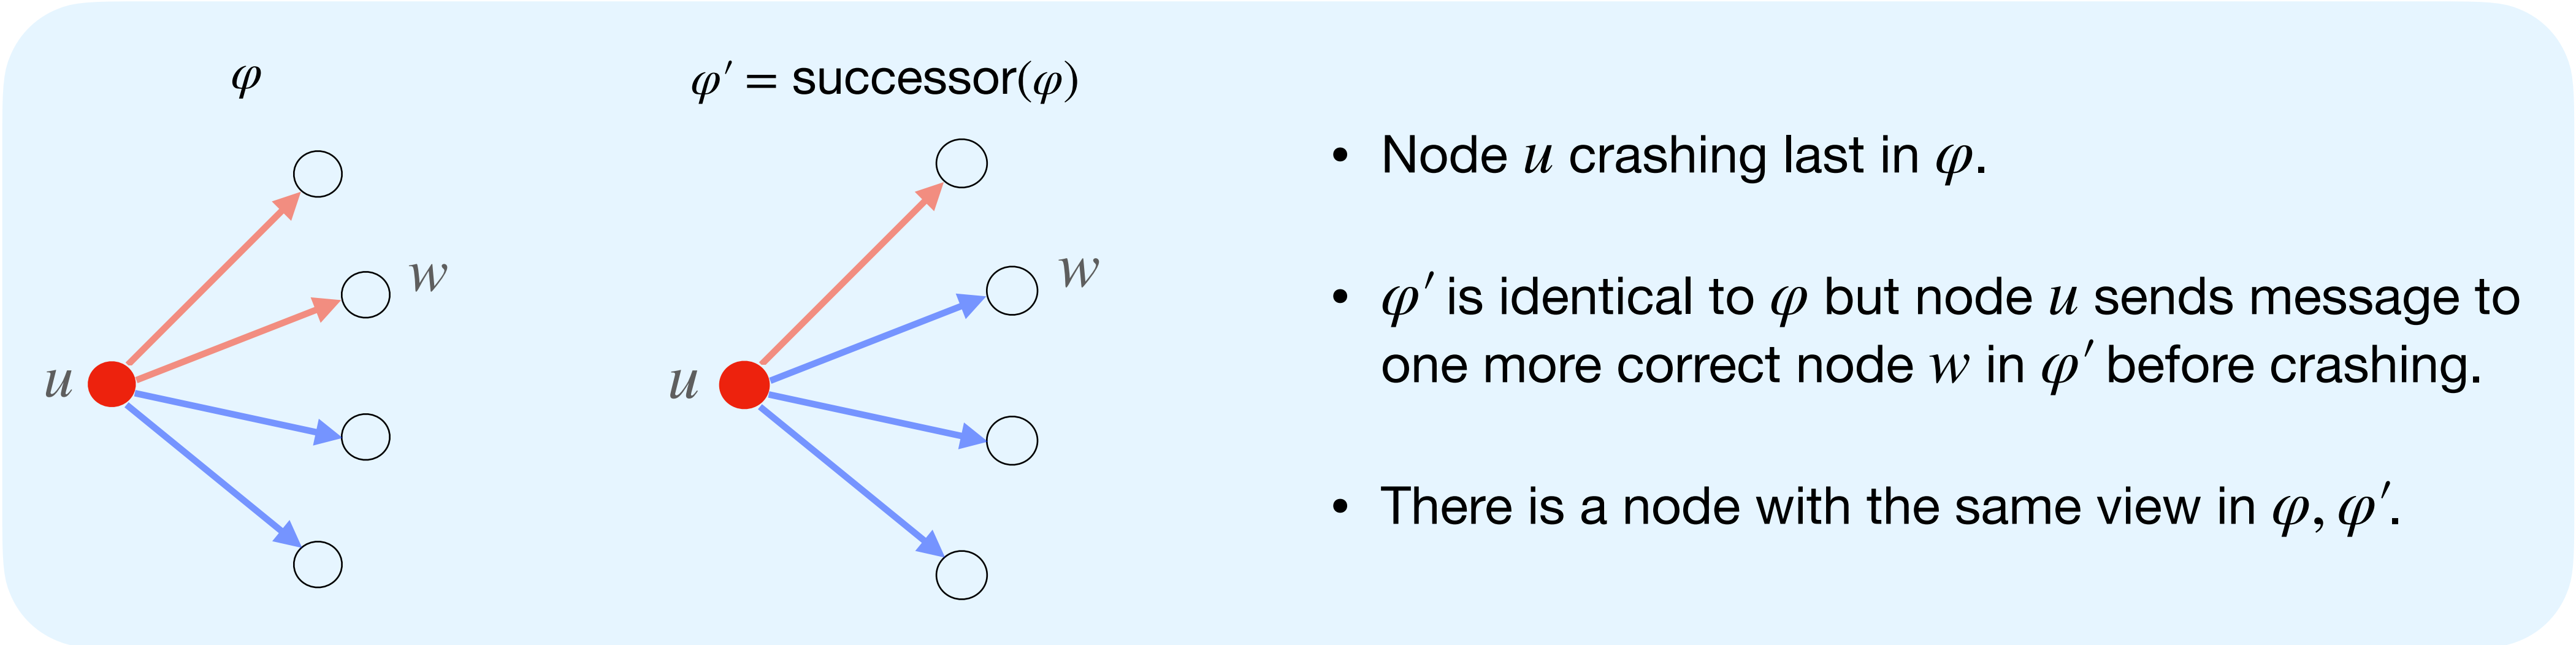 φ
φ′ = successor(φ)
w
w
u
u
• Node u crashing last in φ.
• φ′ is identical to φ but node u sends message to
one more correct node w in φ′ before crashing.
• There is a node with the same view in φ, φ′.